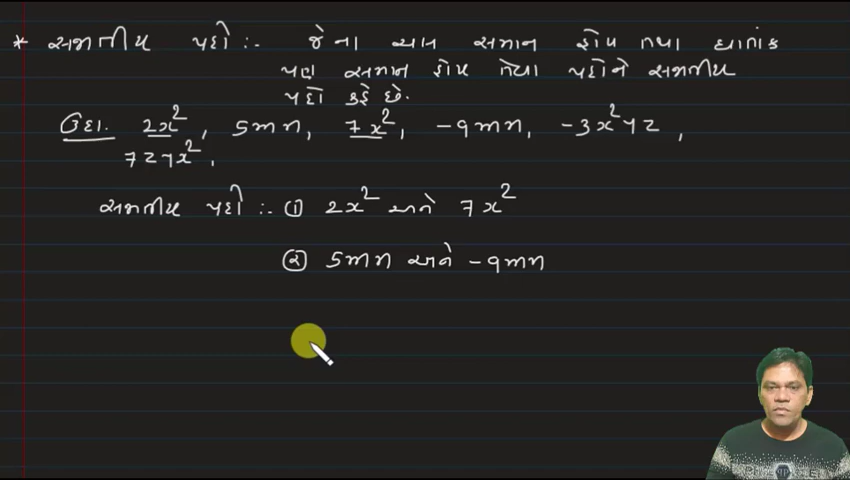 * સજાતીય પદો :- જેના ચલ સમાન હોય તથા ઘાતાંક
પણ સમાન હોય તેવા પદોને સજાતીય
પદો કહે છે.
ઉદા. 2x², 5mn, 7x², -9mn, -3x²yz,
7zyx².
સજાતીય પદો :- ① 2x² અને 7x²
② 5mn અને -9mn